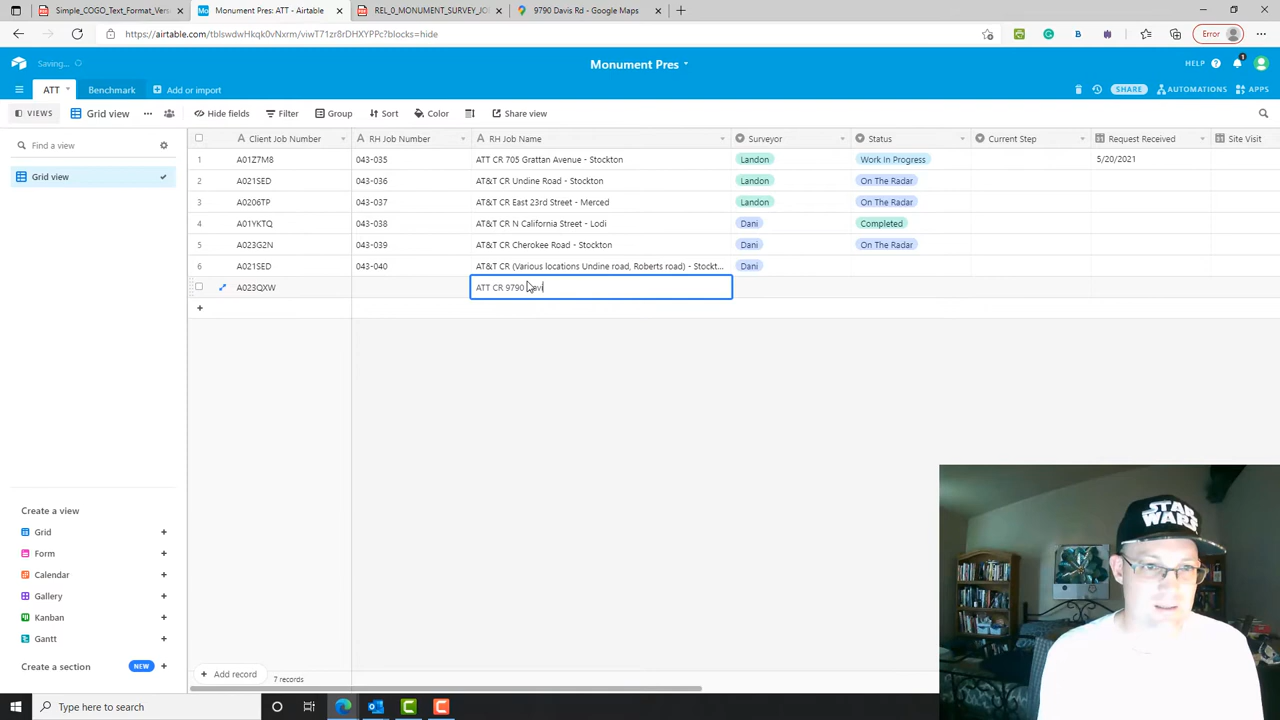 Simple_COGO_Text_Format_Vers
Monument Pres: ATT - Airtable
REL_0_MONUMENT_SURVEY_JO
9790 Davis Rd - Google Maps
https://airtable.com/tblswdwHkqk0vNxrm/viwT71zr8rDHXYPPc?blocks=hide
Error
Saving...
Monument Pres
HELP
ATT
Benchmark
Add or import
SHARE
AUTOMATIONS
APPS
VIEWS
Grid view
Hide fields
Filter
Group
Sort
Color
Share view
Find a view
Grid view
Client Job Number RH Job Number RH Job Name Surveyor Status Current Step Request Received Site Visit
1 A01Z7M8 043-035 ATT CR 705 Grattan Avenue - Stockton Landon Work In Progress 5/20/2021
2 A021SED 043-036 AT&T CR Undine Road - Stockton Landon On The Radar
3 A0206TP 043-037 AT&T CR East 23rd Street - Merced Landon On The Radar
4 A01YKTQ 043-038 AT&T CR N California Street - Lodi Dani Completed
5 A023G2N 043-039 AT&T CR Cherokee Road - Stockton Dani On The Radar
6 A021SED 043-040 AT&T CR (Various locations Undine road, Roberts road) - Stockt... Dani
A023QXW ATT CR 9790 Davi
Create a view
Grid
Form
Calendar
Gallery
Kanban
Gantt
Create a section NEW
Add record
7 records
STAR
WARS
Type here to search